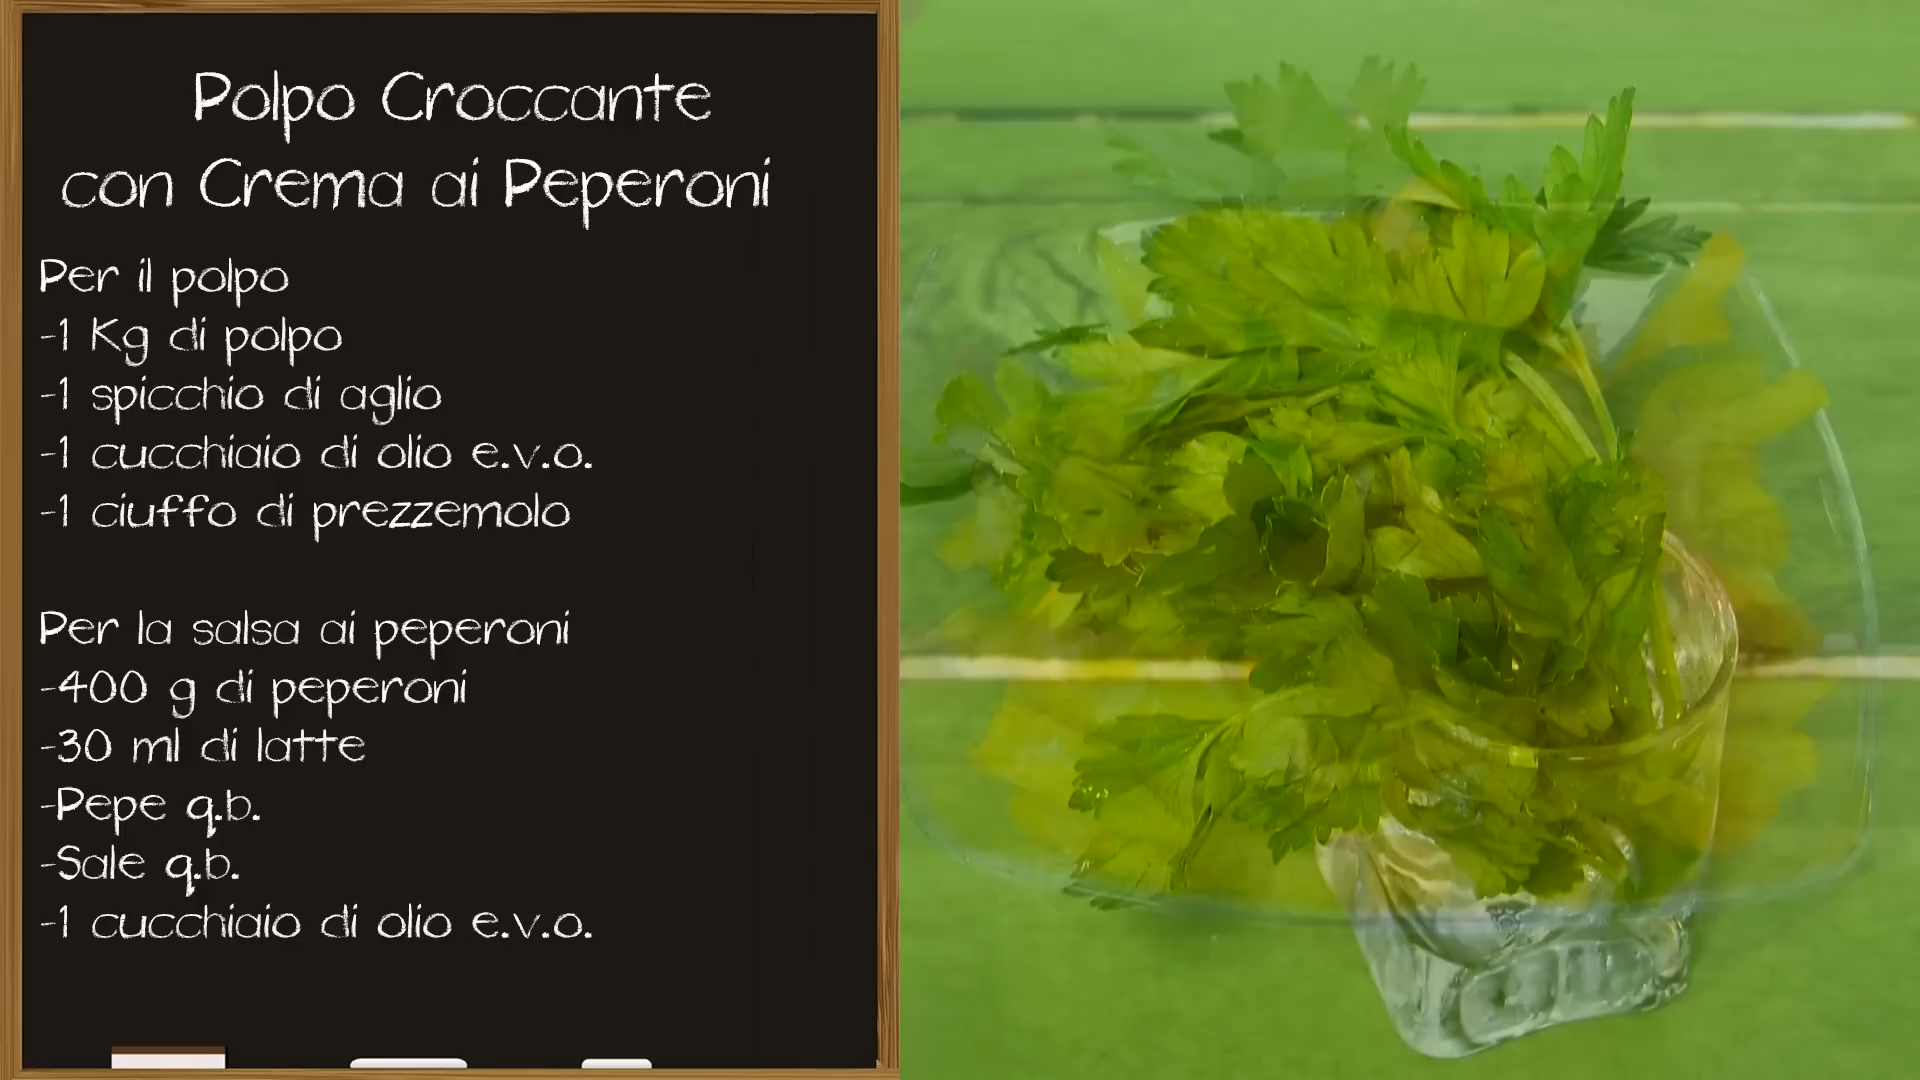 Polpo Croccante
con Crema ai Peperoni
Per il polpo
-1 Kg di polpo
-1 spicchio di aglio
-1 cucchiaio di olio e.v.o.
-1 ciuffo di prezzemolo
Per la salsa ai peperoni
-400 g di peperoni
-30 ml di latte
-Pepe q.b.
-Sale q.b.
-1 cucchiaio di olio e.v.o.